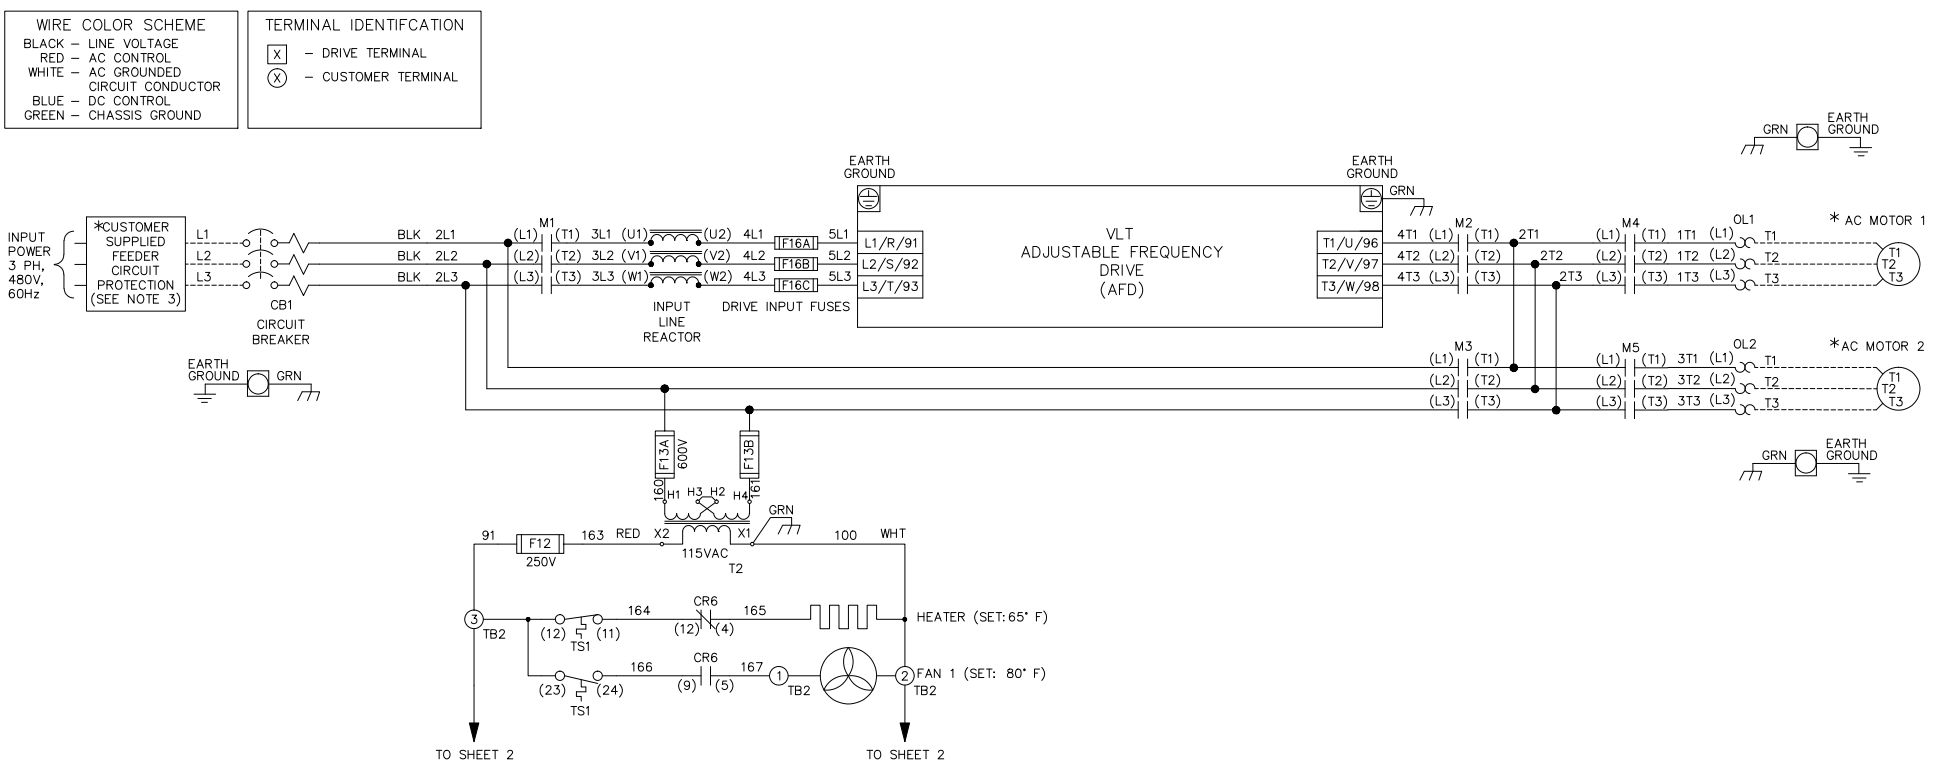 WIRE COLOR SCHEME
BLACK – LINE VOLTAGE
RED – AC CONTROL
WHITE – AC GROUNDED
CIRCUIT CONDUCTOR
BLUE – DC CONTROL
GREEN – CHASSIS GROUND
TERMINAL IDENTIFCATION
X – DRIVE TERMINAL
X – CUSTOMER TERMINAL
GRN
EARTH
GROUND
INPUT
POWER
3 PH,
480V,
60Hz
*CUSTOMER
SUPPLIED
FEEDER
CIRCUIT
PROTECTION
(SEE NOTE 3)
L1
L2
L3
CB1
CIRCUIT
BREAKER
EARTH
GROUND
GRN
BLK 2L1
BLK 2L2
BLK 2L3
M1
(L1) (T1) 3L1 (U1) (U2) 4L1 F16A 5L1
(L2) (T2) 3L2 (V1) (V2) 4L2 F16B 5L2
(L3) (T3) 3L3 (W1) (W2) 4L3 F16C 5L3
INPUT
LINE
REACTOR
DRIVE INPUT FUSES
EARTH
GROUND
L1/R/91
L2/S/92
L3/T/93
VLT
ADJUSTABLE FREQUENCY
DRIVE
(AFD)
EARTH
GROUND
GRN
T1/U/96
T2/V/97
T3/W/98
M2
4T1 (L1) (T1) 2T1
4T2 (L2) (T2) 2T2
4T3 (L3) (T3) 2T3
M4
(L1) (T1) 1T1 (L1) T1
(L2) (T2) 1T2 (L2) T2
(L3) (T3) 1T3 (L3) T3
OL1
* AC MOTOR 1
T1
T2
T3
M3
(L1) (T1)
(L2) (T2)
(L3) (T3)
M5
(L1) (T1) 3T1 (L1) T1
(L2) (T2) 3T2 (L2) T2
(L3) (T3) 3T3 (L3) T3
OL2
*AC MOTOR 2
T1
T2
T3
GRN
EARTH
GROUND
F13A
600V
F13B
160
161
H1 H3 H2 H4
GRN
91 F12 163 RED X2 X1 100 WHT
250V
115VAC
T2
3
TB2
(12) (11)
TS1
164
CR6
(12) (4)
165
HEATER (SET:65° F)
(23) (24)
TS1
166
CR6
(9) (5)
167
1
TB2
2
TB2
FAN 1 (SET: 80° F)
TO SHEET 2
TO SHEET 2